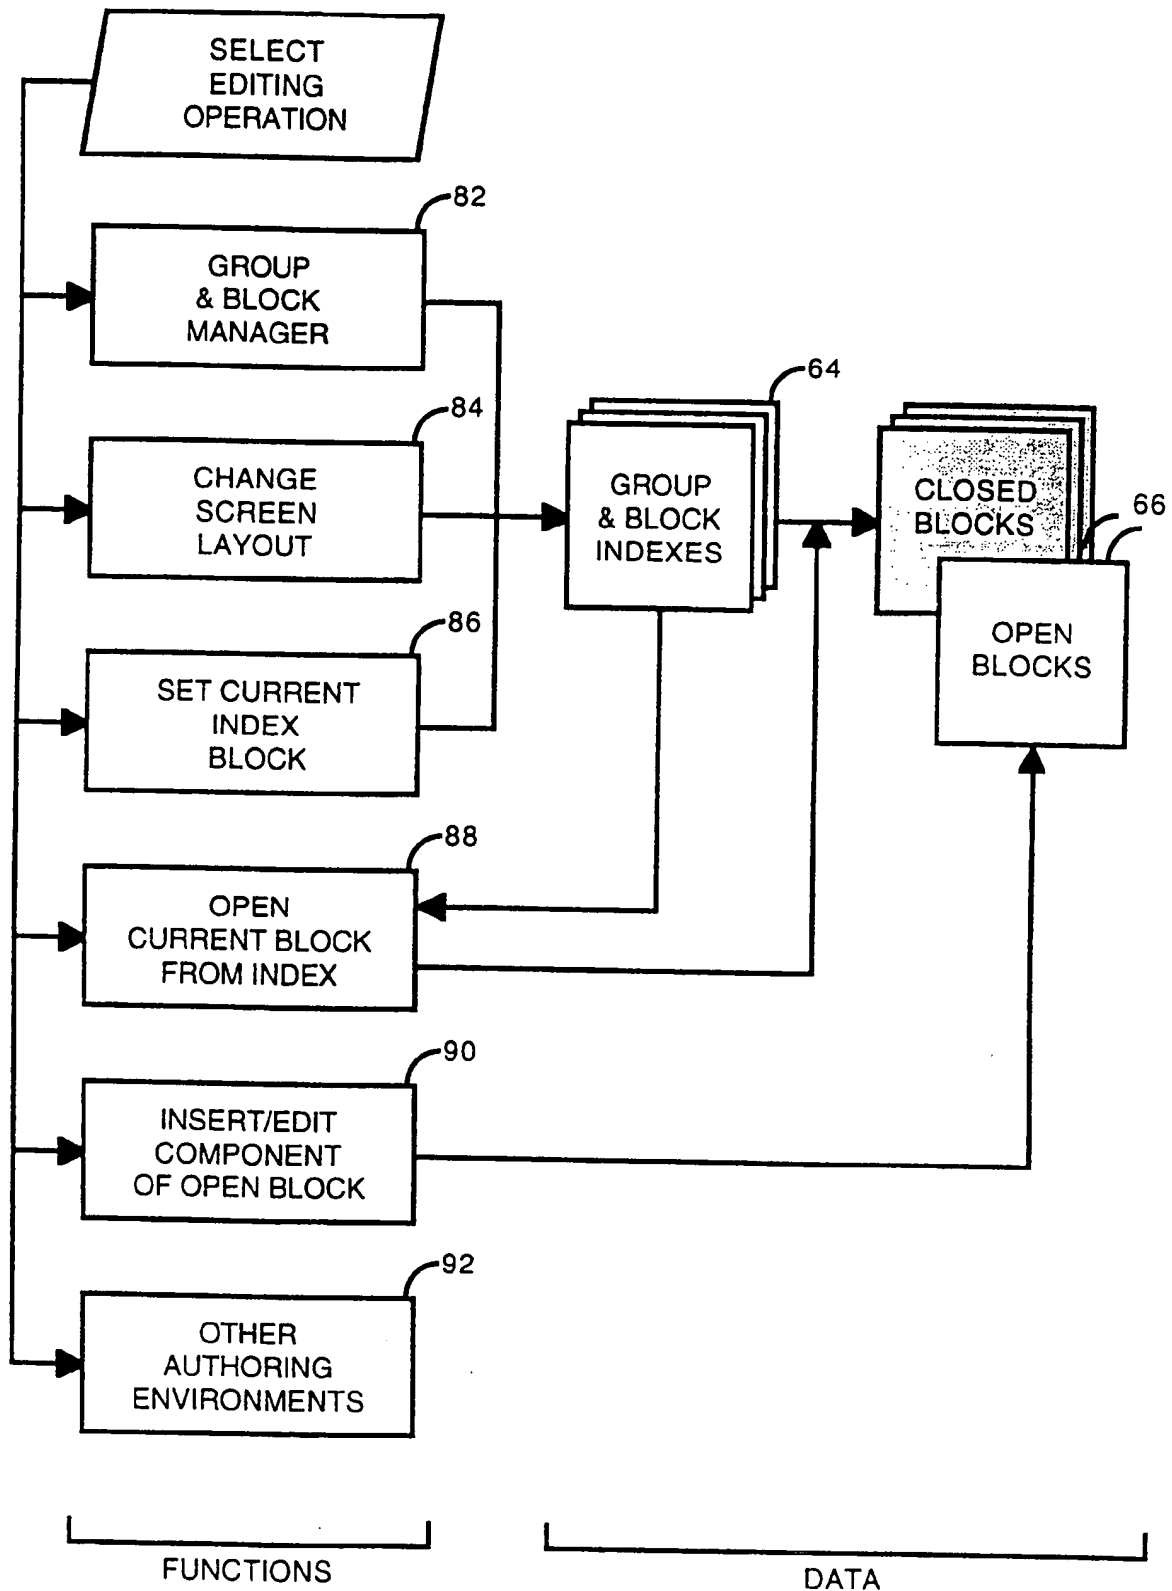 SELECT
EDITING
OPERATION
82
GROUP
& BLOCK
MANAGER
84
CHANGE
SCREEN
LAYOUT
86
SET CURRENT
INDEX
BLOCK
88
OPEN
CURRENT BLOCK
FROM INDEX
90
INSERT/EDIT
COMPONENT
OF OPEN BLOCK
92
OTHER
AUTHORING
ENVIRONMENTS
64
GROUP
& BLOCK
INDEXES
CLOSED
BLOCKS
66
OPEN
BLOCKS
FUNCTIONS
DATA